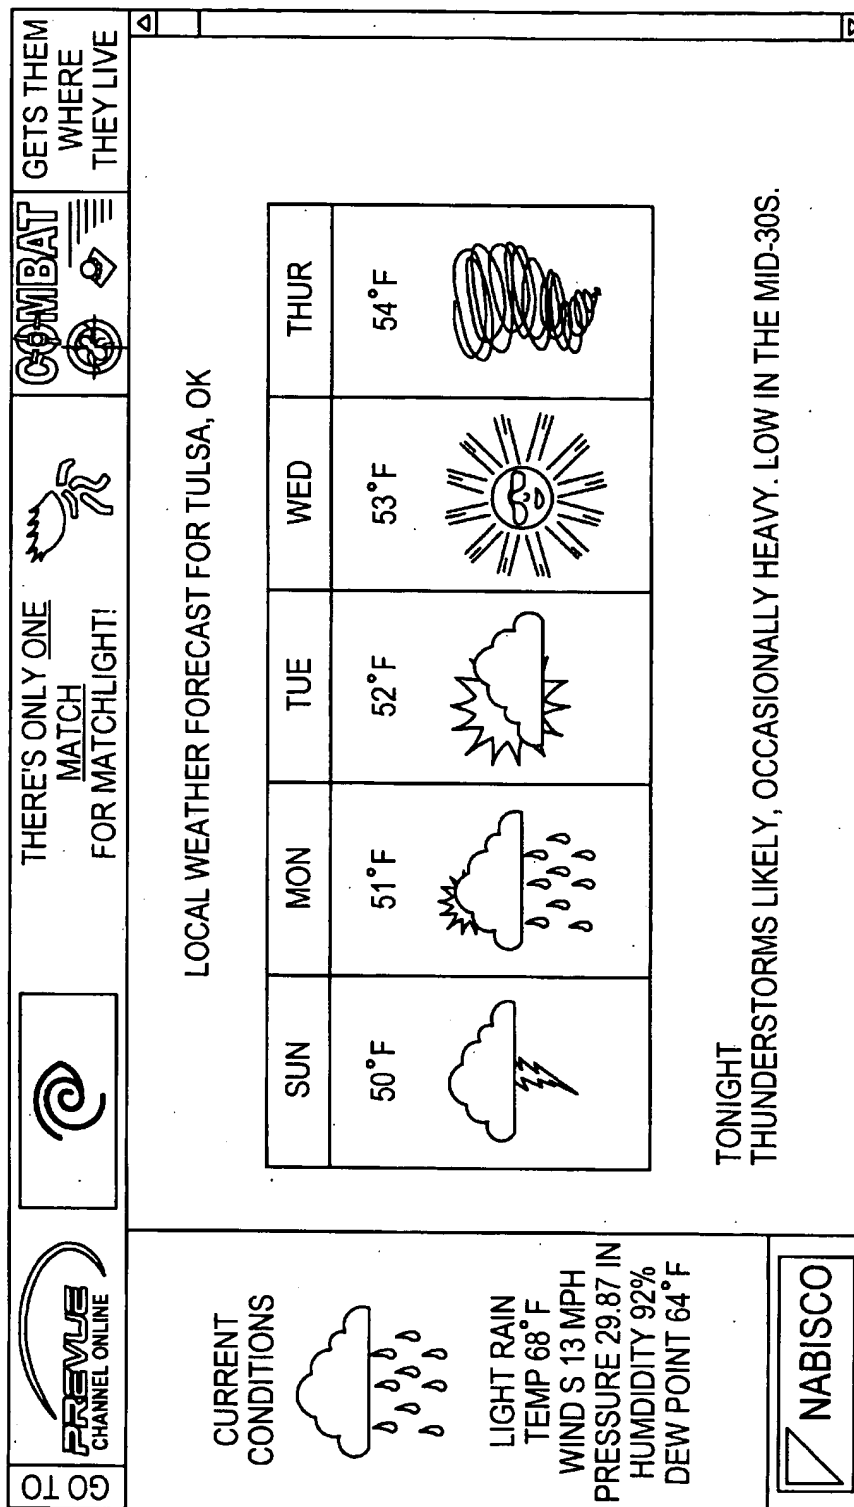 GO TO
PREVUE
CHANNEL ONLINE
THERE'S ONLY ONE
MATCH
FOR MATCHLIGHT!
COMBAT
GETS THEM
WHERE
THEY LIVE
CURRENT
CONDITIONS
LIGHT RAIN
TEMP 68°F
WIND S 13 MPH
PRESSURE 29.87 IN
HUMDIDITY 92%
DEW POINT 64°F
NABISCO
LOCAL WEATHER FORECAST FOR TULSA, OK
SUN MON TUE WED THUR
50°F 51°F 52°F 53°F 54°F
TONIGHT
THUNDERSTORMS LIKELY, OCCASIONALLY HEAVY. LOW IN THE MID-30S.